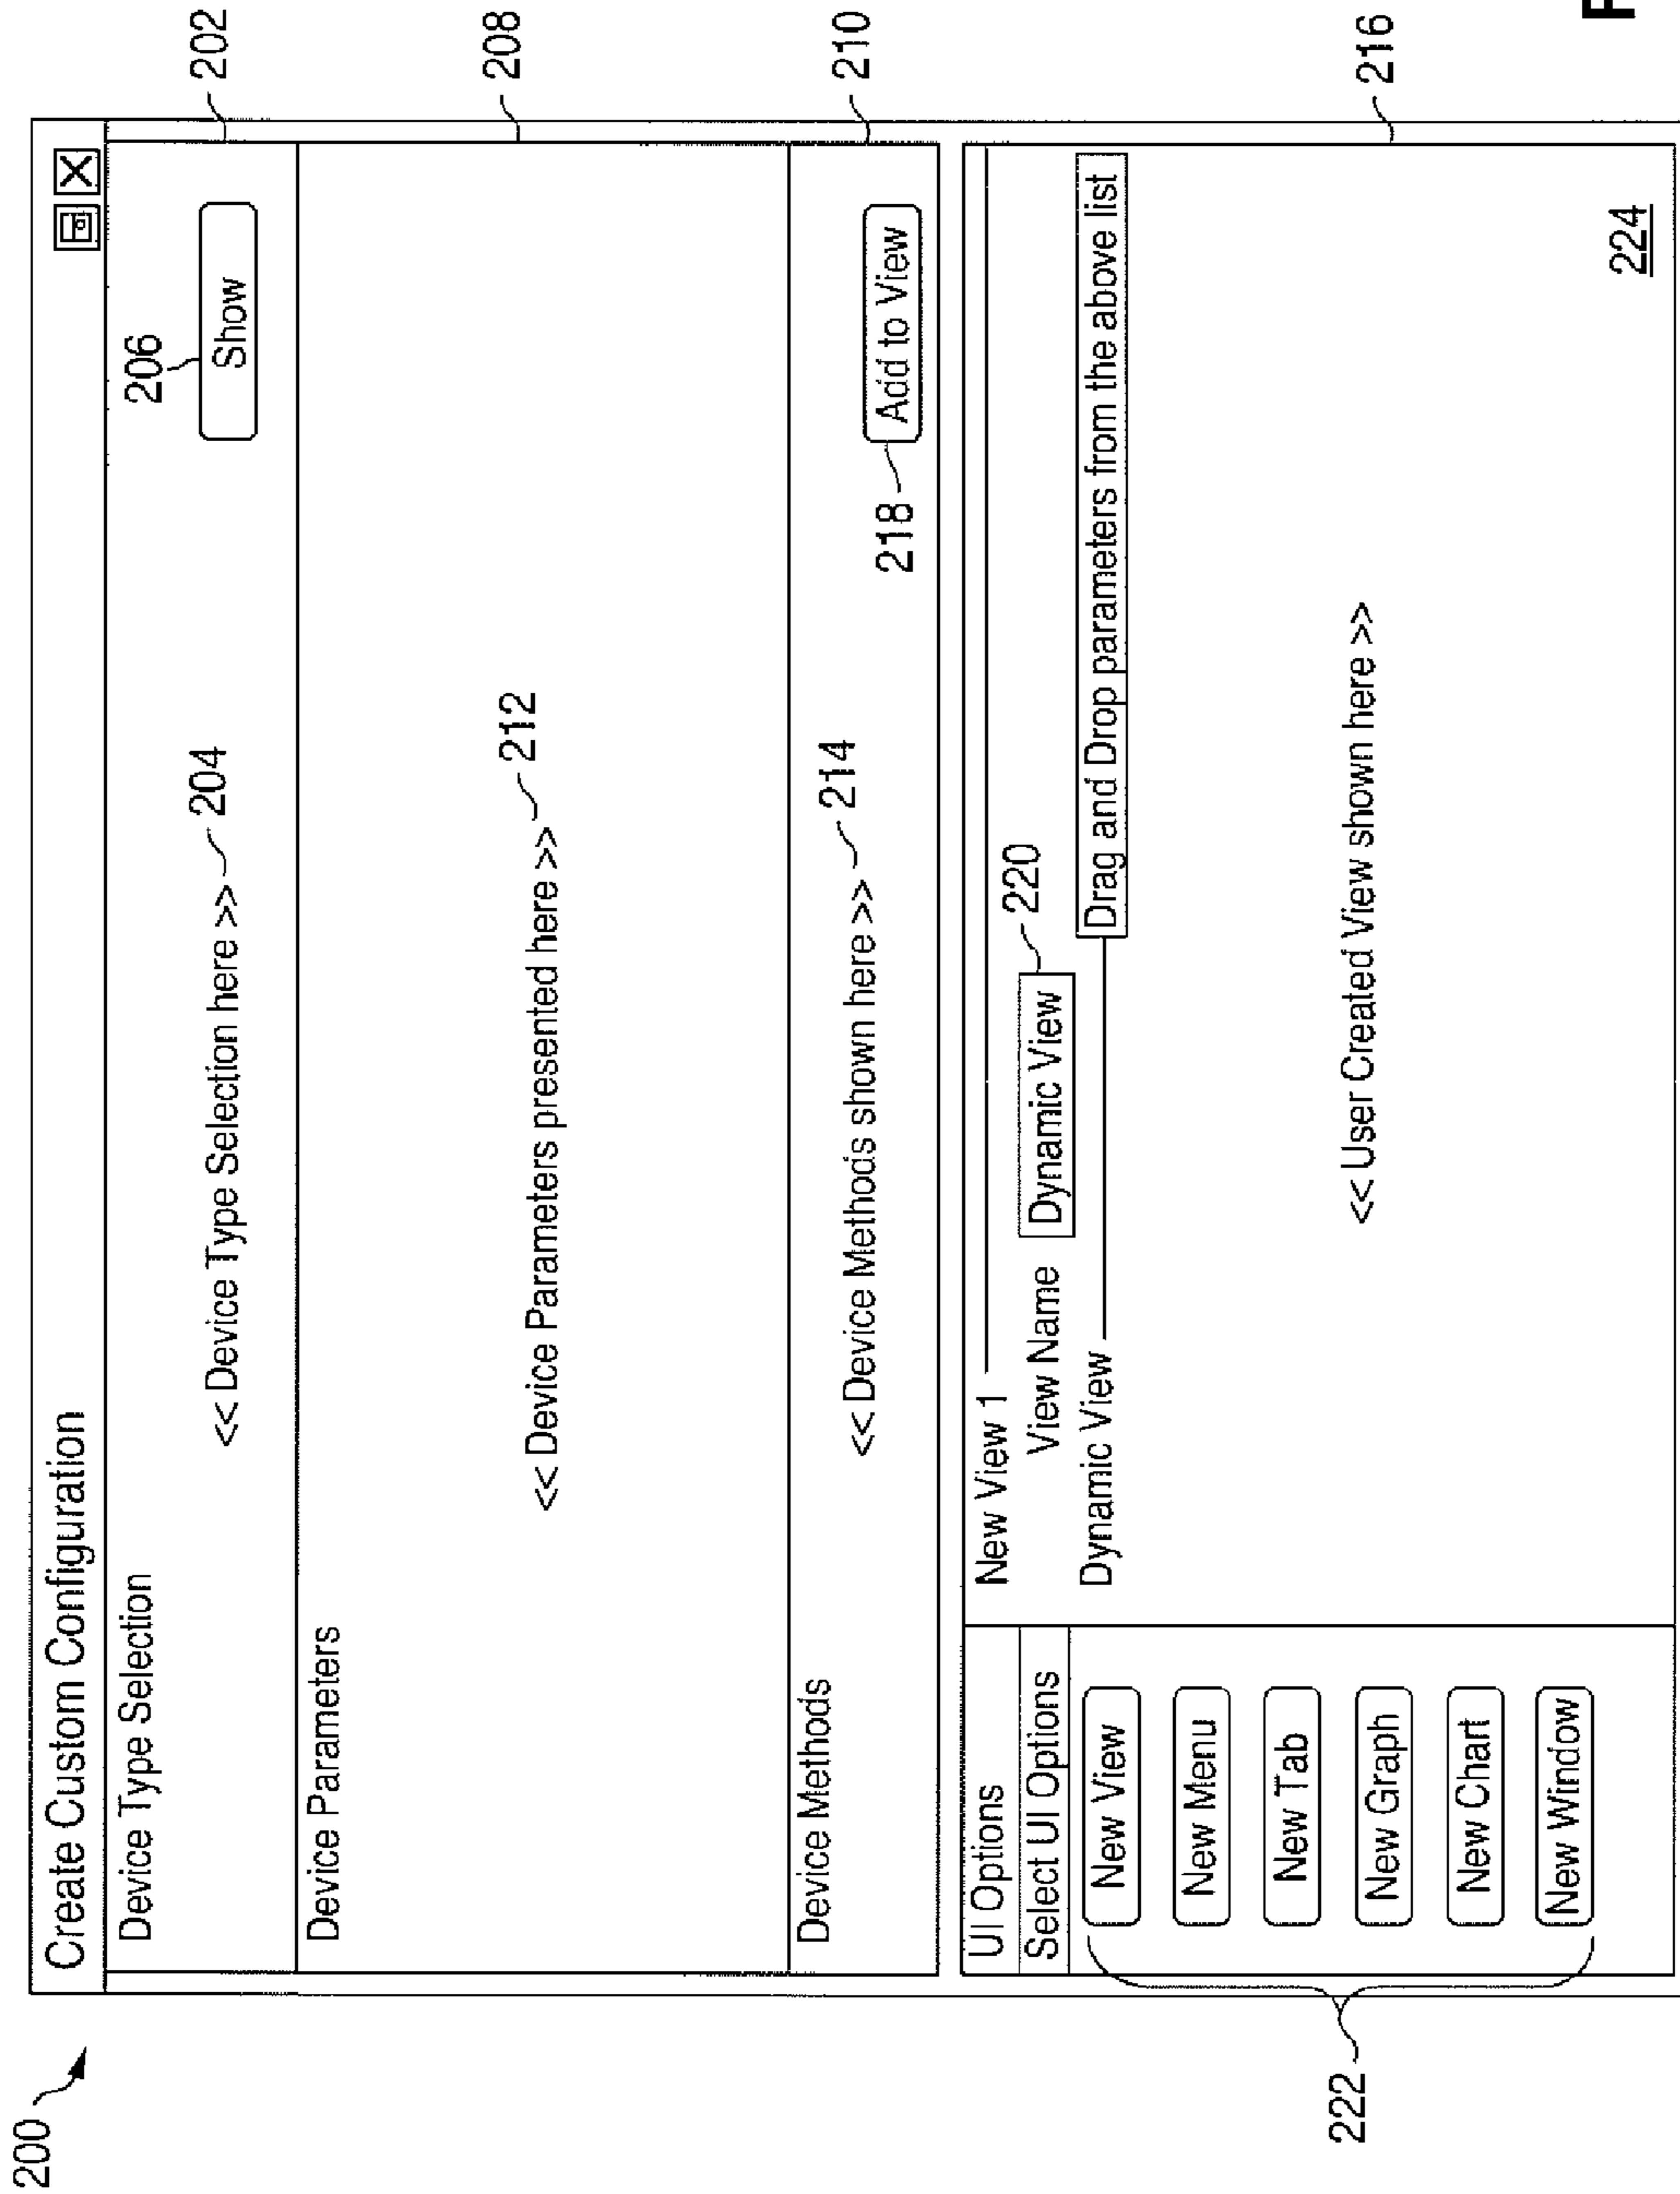 200
Create Custom Configuration
Device Type Selection
206
Show
202
<< Device Type Selection here >> 204
Device Parameters
208
<< Device Parameters presented here >> 212
Device Methods
<< Device Methods shown here >> 214
210
218 Add to View
UI Options
Select UI Options
New View
New Menu
New Tab
New Graph
New Chart
New Window
222
New View 1
View Name Dynamic View 220
Dynamic View Drag and Drop parameters from the above list
<< User Created View shown here >>
216
224